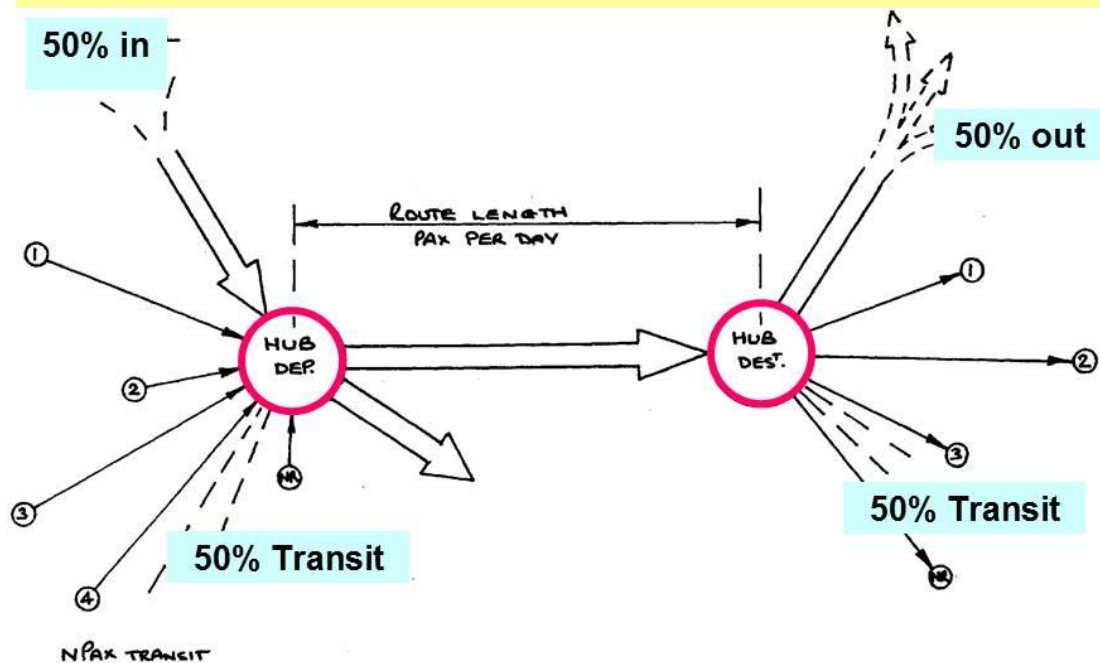 50% in
50% out
ROUTE LENGTH
PAX PER DAY
1
2
3
4
NR
HUB
DEP.
HUB
DEST.
1
2
3
NR
50% Transit
50% Transit
NPAX TRANSIT